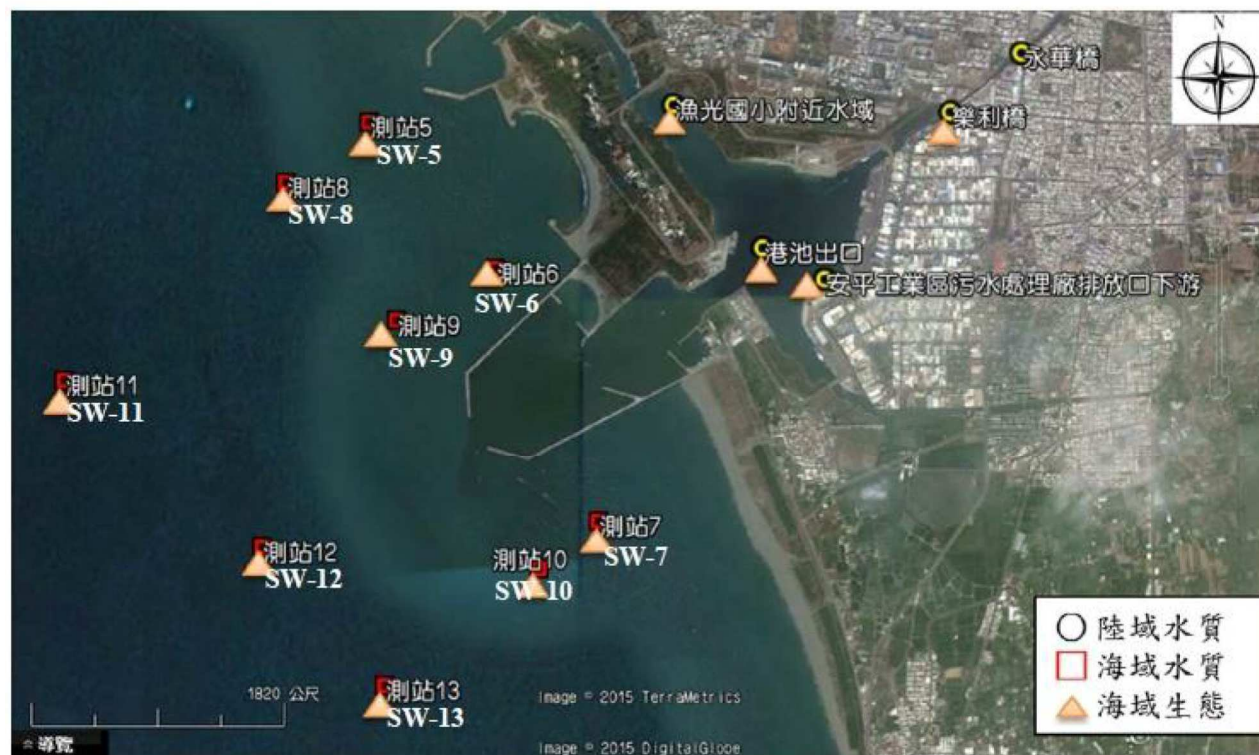 N
永華橋
漁光國小附近水域
樂利橋
測站5
SW-5
測站8
SW-8
港池出口
測站6
SW-6
安平工業區污水處理廠排放口下游
測站9
SW-9
測站11
SW-11
測站7
SW-7
測站12
SW-12
測站10
SW-10
陸域水質
海域水質
海域生態
測站13
SW-13
1820 公尺
Image © 2015 TerraMetrics
導覽
Image © 2015 DigitalGlobe